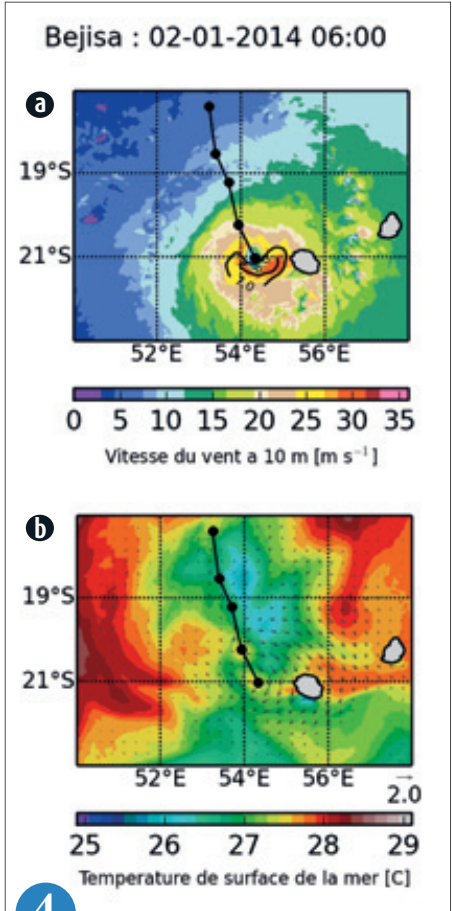 Bejisa : 02-01-2014 06:00
a
19°S
21°S
52°E 54°E 56°E
0 5 10 15 20 25 30 35
Vitesse du vent a 10 m [m s⁻¹]
b
19°S
21°S
52°E 54°E 56°E
2.0
25 26 27 28 29
Temperature de surface de la mer [C]
4